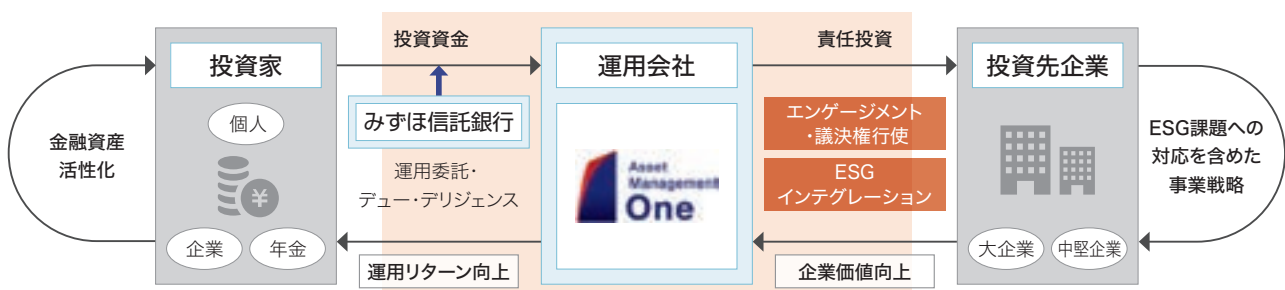 金融資産
活性化
投資家
個人
¥
企業
年金
投資資金
みずほ信託銀行
運用委託・
デュー・デリジェンス
運用リターン向上
運用会社
Asset
Management
One
責任投資
エンゲージメント
・議決権行使
ESG
インテグレーション
企業価値向上
投資先企業
大企業
中堅企業
ESG課題への
対応を含めた
事業戦略